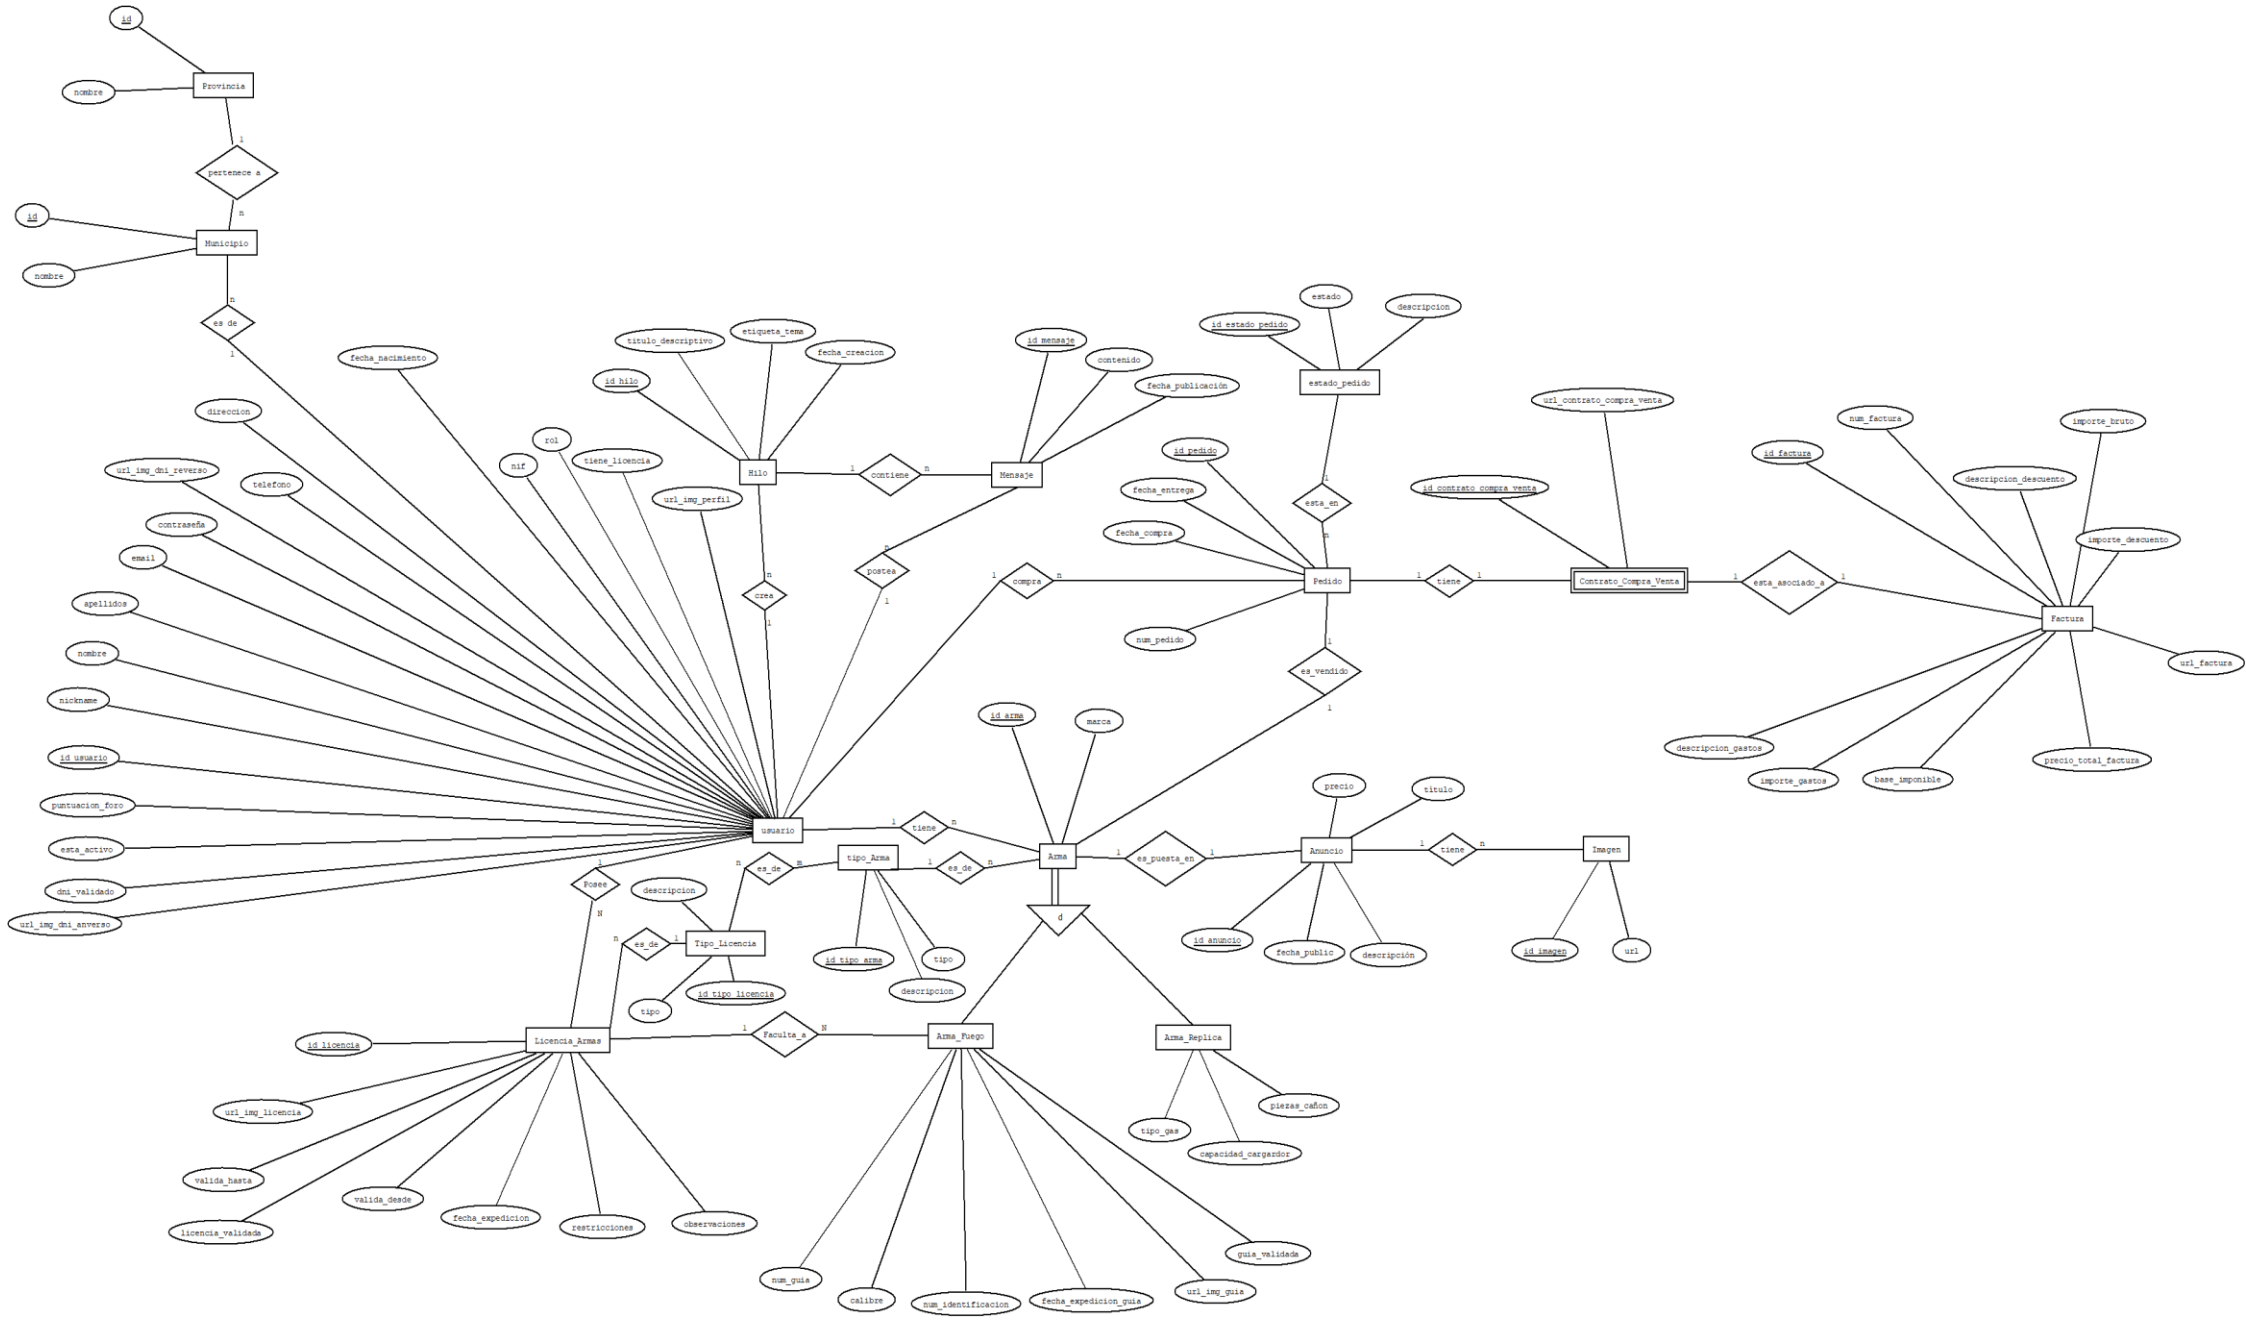 id
Provincia
nombre
1
pertenece a
n
id
Municipio
nombre
n
es de
1
fecha_nacimiento
direccion
url_img_dni_reverso
telefono
contraseña
email
apellidos
nombre
nickname
id_usuario
puntuacion_foro
esta_activo
dni_validado
url_img_dni_anverso
nif
rol
tiene_licencia
url_img_perfil
usuario
titulo_descriptivo
etiqueta_tema
fecha_creacion
id_hilo
Hilo
1
contiene
n
Mensaje
id_mensaje
contenido
fecha_publicación
n
crea
1
n
postea
1
1
compra
n
Pedido
id_pedido
fecha_entrega
fecha_compra
num_pedido
estado
id_estado_pedido
descripcion
estado_pedido
1
esta_en
n
1
tiene
1
Contrato_Compra_Venta
url_contrato_compra_venta
id_contrato_compra_venta
1
esta_asociado_a
1
Factura
id_factura
num_factura
descripcion_descuento
importe_bruto
importe_descuento
url_factura
precio_total_factura
base_imponible
importe_gastos
descripcion_gastos
1
es_vendido
1
1
tiene
n
Arma
id_arma
marca
1
es_puesta_en
1
Anuncio
precio
titulo
id_anuncio
fecha_public
descripción
1
tiene
n
Imagen
id_imagen
url
n
es_de
m
tipo_Arma
1
es_de
n
id_tipo_arma
tipo
descripcion
1
Posee
N
descripcion
n
es_de
1
Tipo_Licencia
tipo
id_tipo_licencia
d
id_licencia
Licencia_Armas
1
Faculta_a
N
Arma_Fuego
Arma_Replica
url_img_licencia
valida_hasta
licencia_validada
valida_desde
fecha_expedicion
restricciones
observaciones
tipo_gas
capacidad_cargardor
piezas_cañon
num_guia
calibre
num_identificacion
fecha_expedicion_guia
url_img_guia
guia_validada